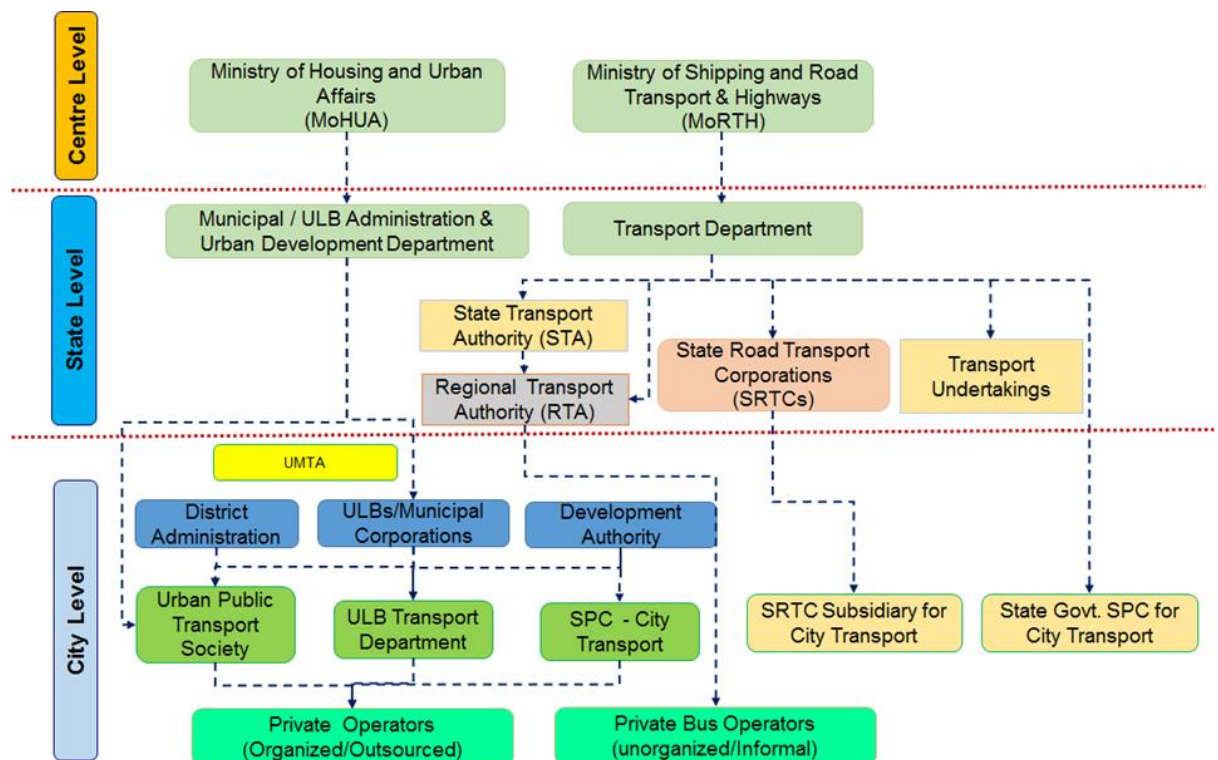 Centre Level
Ministry of Housing and Urban
Affairs
(MoHUA)
Ministry of Shipping and Road
Transport & Highways
(MoRTH)
State Level
Municipal / ULB Administration &
Urban Development Department
Transport Department
State Transport
Authority (STA)
Regional Transport
Authority (RTA)
State Road Transport
Corporations
(SRTCs)
Transport
Undertakings
City Level
UMTA
District
Administration
ULBs/Municipal
Corporations
Development
Authority
Urban Public
Transport
Society
ULB Transport
Department
SPC - City
Transport
SRTC Subsidiary for
City Transport
State Govt. SPC for
City Transport
Private Operators
(Organized/Outsourced)
Private Bus Operators
(unorganized/Informal)